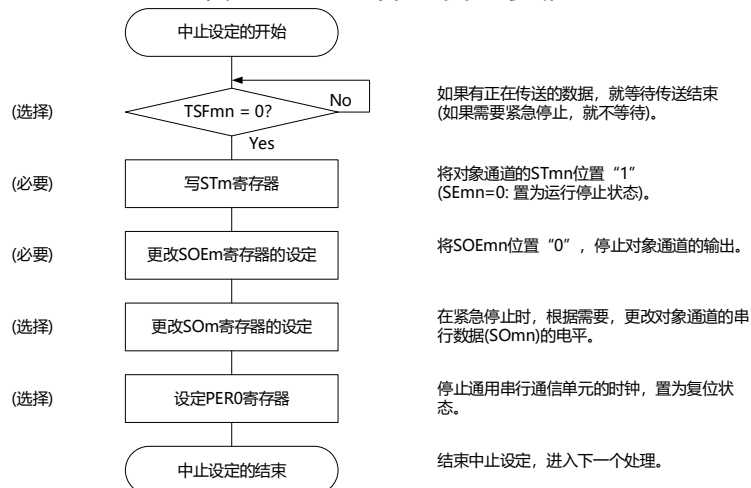 中止设定的开始
如果有正在传送的数据，就等待传送结束
(如果需要紧急停止，就不等待)。
(选择)
TSFmn = 0?
No
Yes
(必要)
写STm寄存器
将对象通道的STmn位置“1”
(SEmn=0: 置为运行停止状态)。
(必要)
更改SOEm寄存器的设定
将SOEmn位置“0”，停止对象通道的输出。
(选择)
更改SOm寄存器的设定
在紧急停止时，根据需要，更改对象通道的串
行数据(SOmn)的电平。
(选择)
设定PER0寄存器
停止通用串行通信单元的时钟，置为复位状
态。
中止设定的结束
结束中止设定，进入下一个处理。